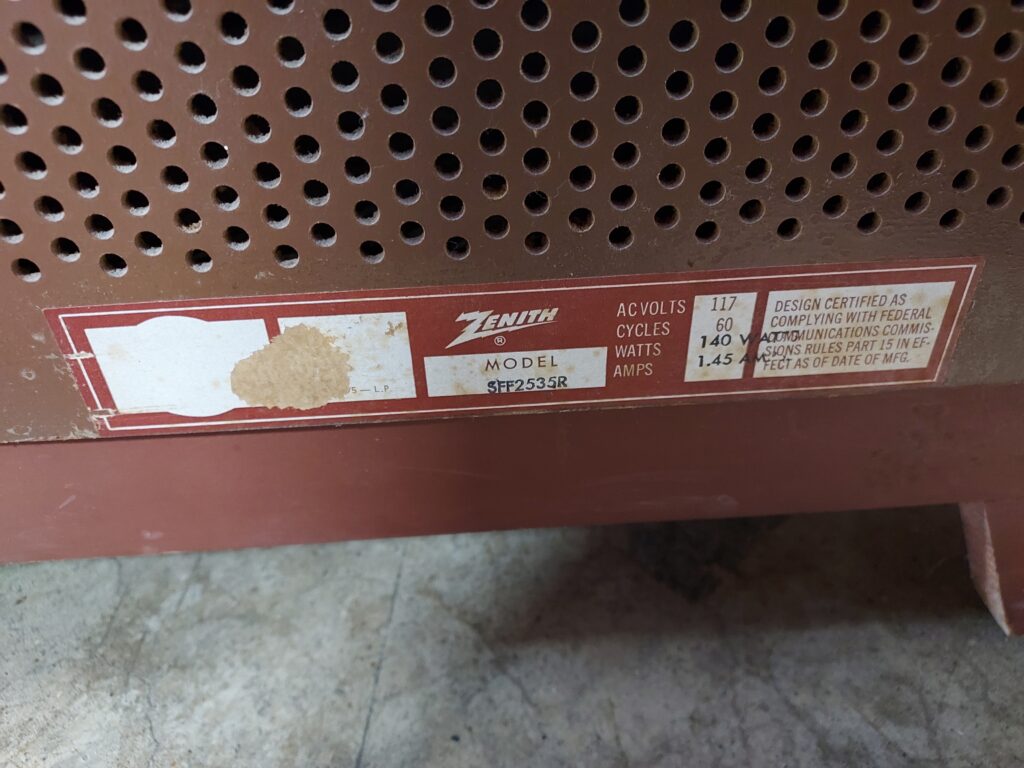 5 — L.P.
ZENITH
®
MODEL
SFF2535R
AC VOLTS 117
CYCLES 60
WATTS 140 WATTS
AMPS 1.45 AMPS
DESIGN CERTIFIED AS
COMPLYING WITH FEDERAL
COMMUNICATIONS COMMIS-
SIONS RULES PART 15 IN EF-
FECT AS OF DATE OF MFG.